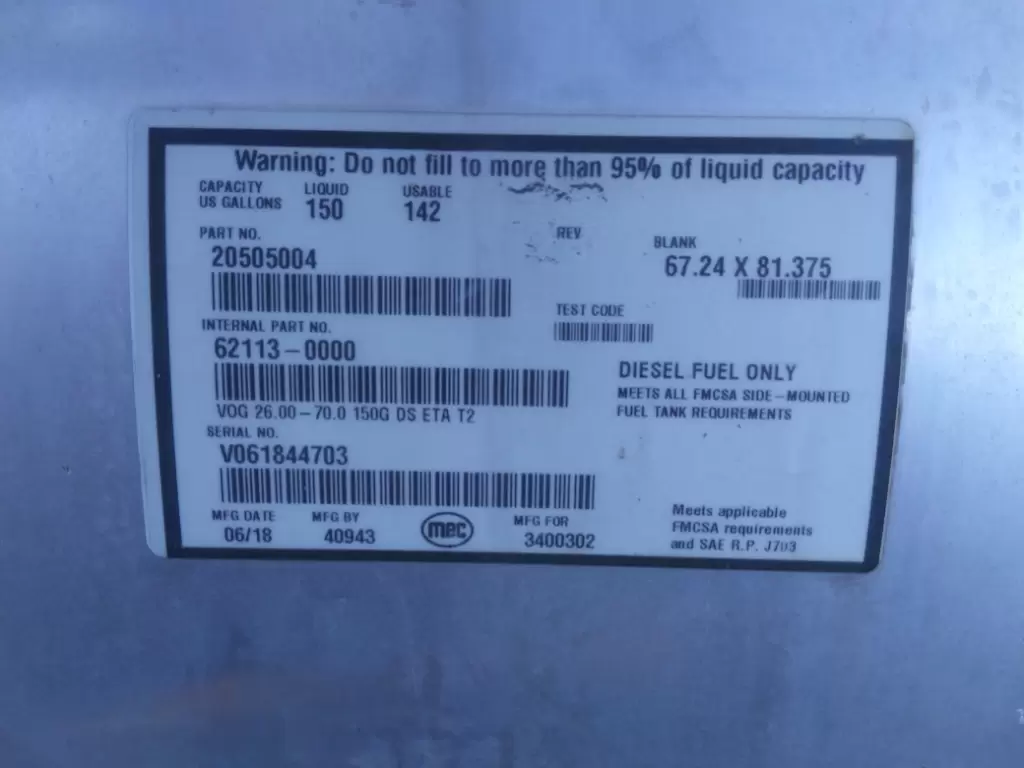 Warning: Do not fill to more than 95% of liquid capacity
CAPACITY LIQUID USABLE
US GALLONS 150 142
PART NO. REV BLANK
20505004 67.24 X 81.375
TEST CODE
INTERNAL PART NO.
62113-0000
DIESEL FUEL ONLY
MEETS ALL FMCSA SIDE-MOUNTED
FUEL TANK REQUIREMENTS
VOG 26.00-70.0 150G DS ETA T2
SERIAL NO.
V061844703
MFG DATE MFG BY mec MFG FOR
06/18 40943 3400302
Meets applicable
FMCSA requirements
and SAE R.P. J703